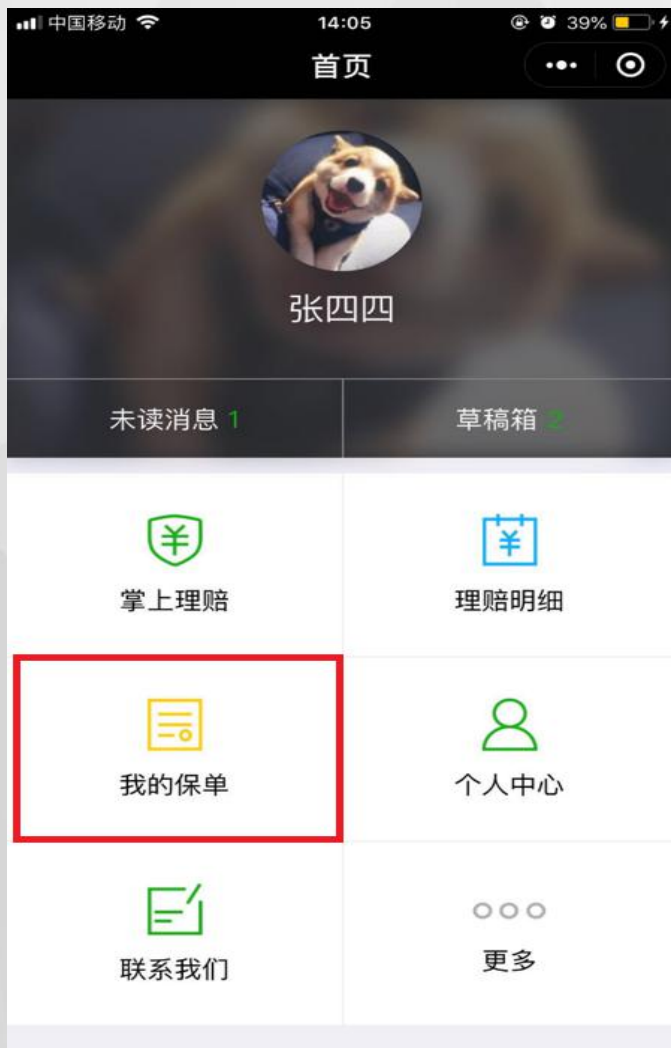 中国移动 14:05 39%
首页
张四四
未读消息 1 草稿箱 2
掌上理赔 理赔明细
我的保单 个人中心
联系我们 更多